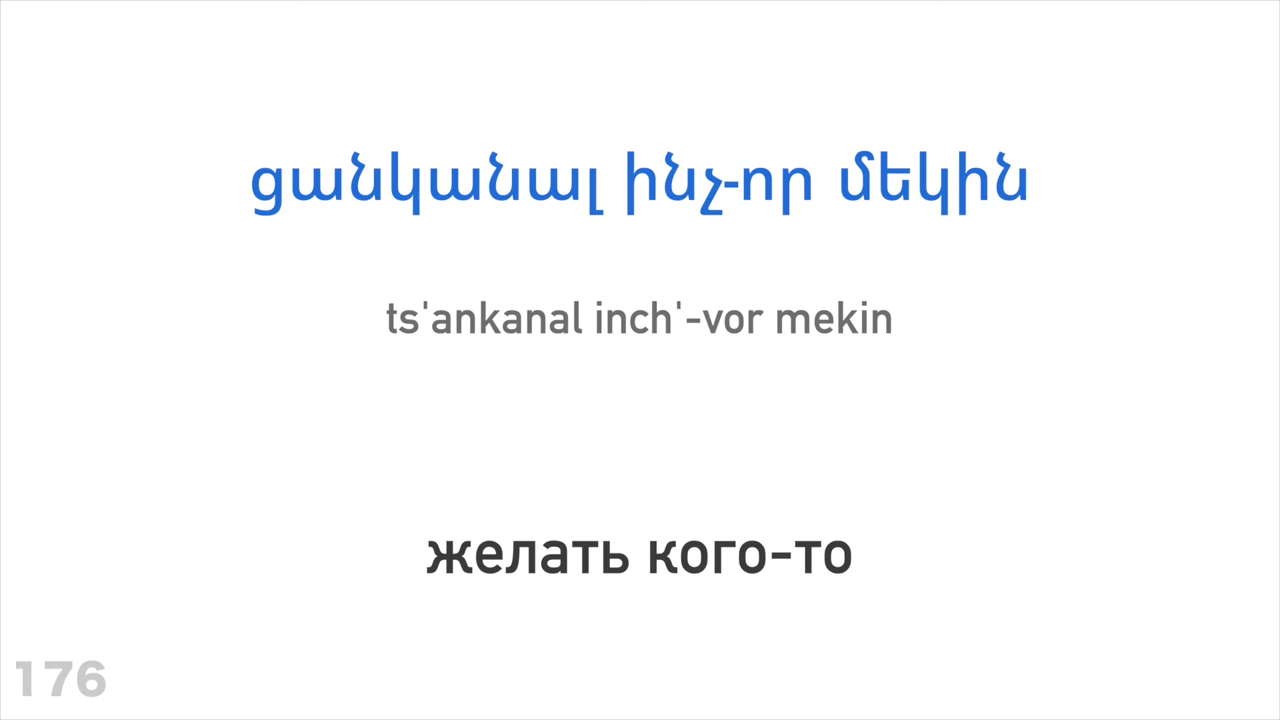 ցանկանալ ինչ-որ մեկին
ts'ankanal inch'-vor mekin
желать кого-то
176